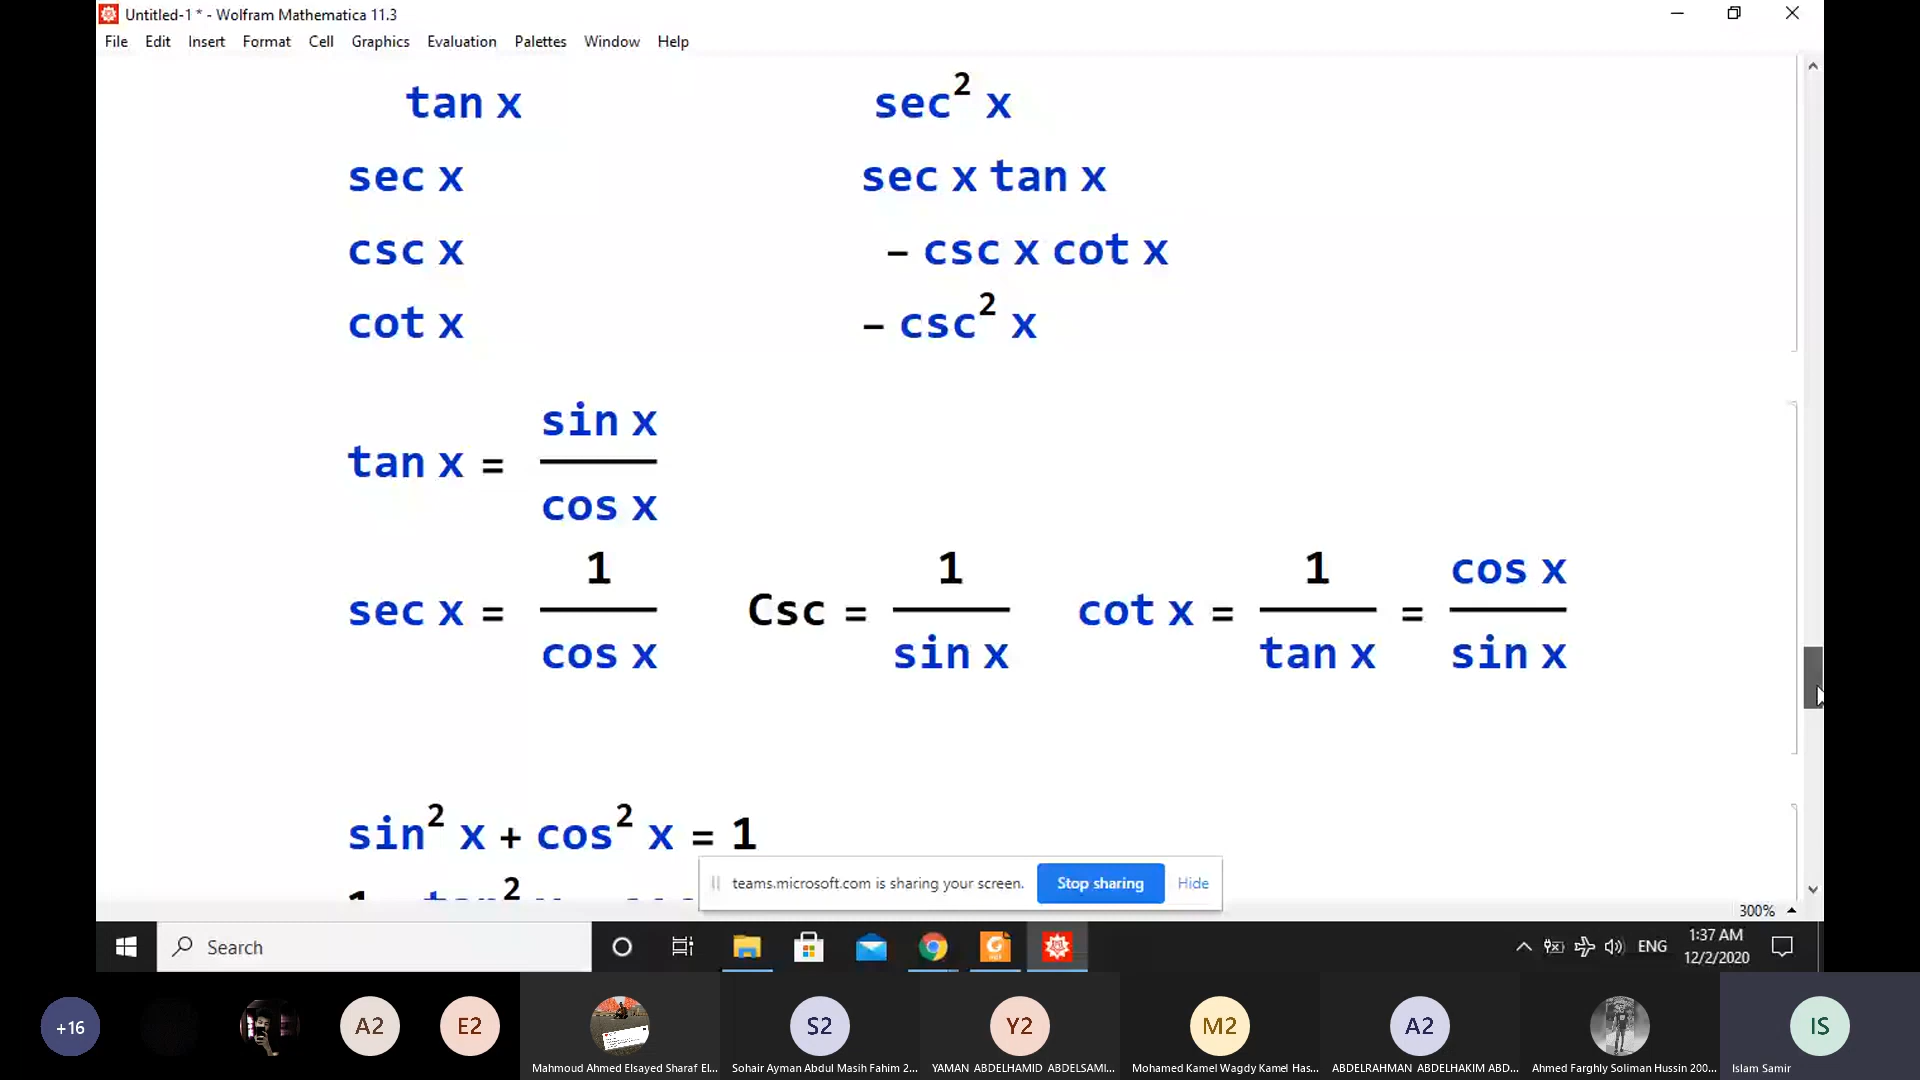 Untitled-1 * - Wolfram Mathematica 11.3
File Edit Insert Format Cell Graphics Evaluation Palettes Window Help
tan x sec² x
sec x sec x tan x
csc x - csc x cot x
cot x - csc² x
tan x = sin x / cos x
sec x = 1 / cos x Csc = 1 / sin x cot x = 1 / tan x = cos x / sin x
sin² x + cos² x = 1
teams.microsoft.com is sharing your screen. Stop sharing Hide
300%
Search
ENG
1:37 AM
12/2/2020
+16 A2 E2 S2 Y2 M2 A2 IS
Mahmoud Ahmed Elsayed Sharaf El... Sohair Ayman Abdul Masih Fahim 2... YAMAN ABDELHAMID ABDELSAMI... Mohamed Kamel Wagdy Kamel Has... ABDELRAHMAN ABDELHAKIM ABD... Ahmed Farghly Soliman Hussin 200... Islam Samir